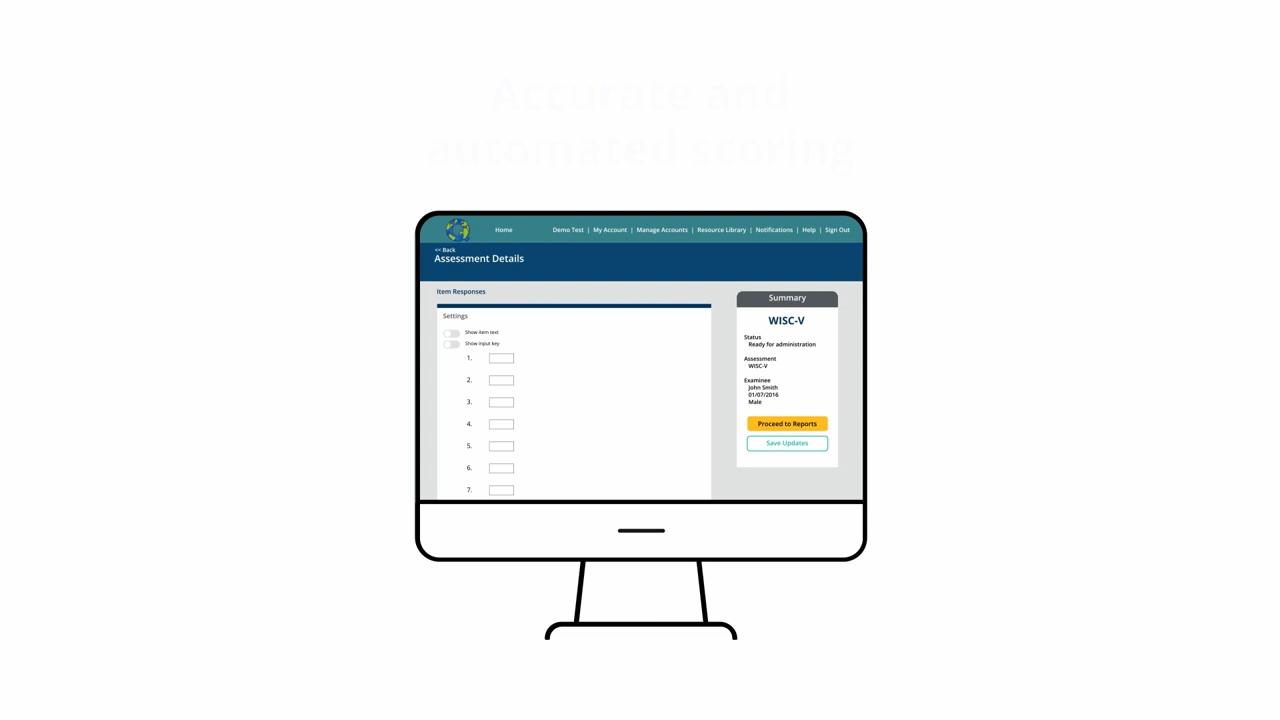 Accurate and
automated scoring
Home
Demo Test | My Account | Manage Accounts | Resource Library | Notifications | Help | Sign Out
<< Back
Assessment Details
Item Responses
Settings
Show item text
Show input key
1.
2.
3.
4.
5.
6.
7.
Summary
WISC-V
Status
Ready for administration
Assessment
WISC-V
Examinee
John Smith
01/07/2016
Male
Proceed to Reports
Save Updates